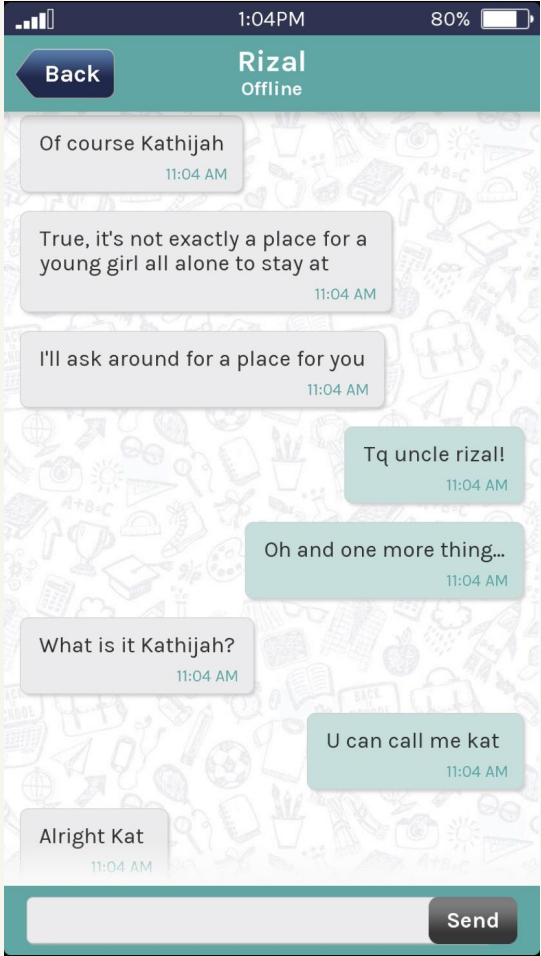 1:04PM
80%
Back
Rizal
Offline
Of course Kathijah
11:04 AM
True, it's not exactly a place for a
young girl all alone to stay at
11:04 AM
I'll ask around for a place for you
11:04 AM
Tq uncle rizal!
11:04 AM
Oh and one more thing...
11:04 AM
What is it Kathijah?
11:04 AM
U can call me kat
11:04 AM
Alright Kat
11:04 AM
Send